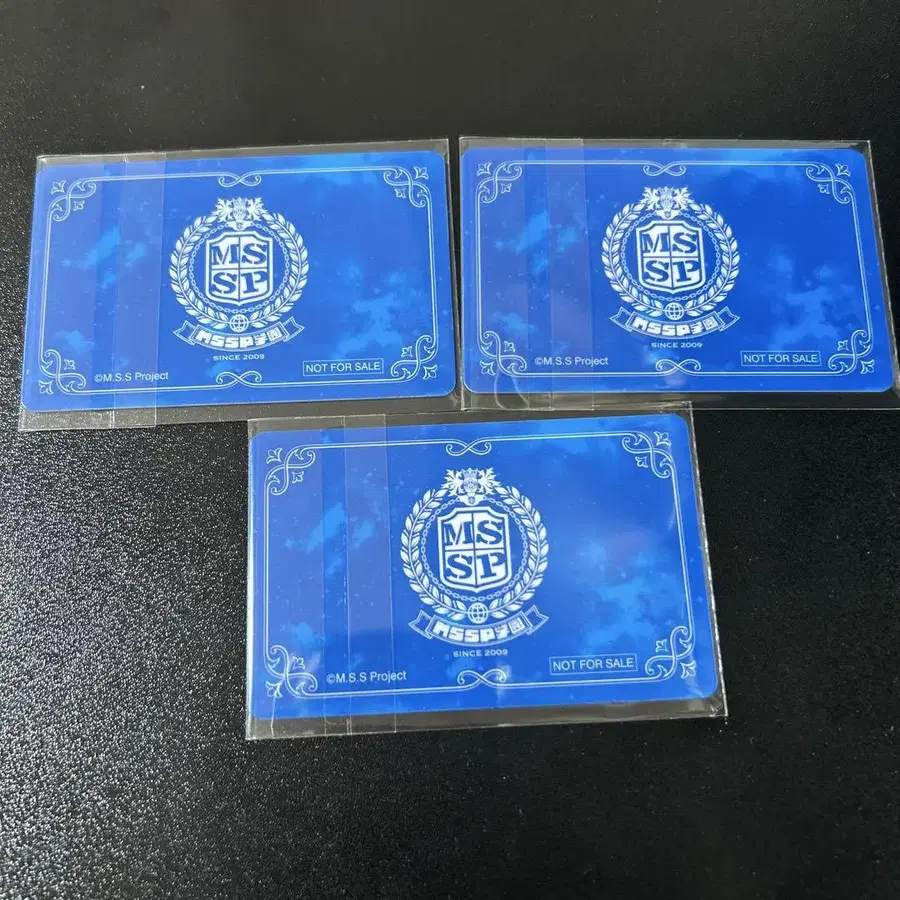 MS
SP
MSSP学園
SINCE 2009
©M.S.S Project
NOT FOR SALE
MS
SP
MSSP学園
SINCE 2009
©M.S.S Project
NOT FOR SALE
MS
SP
MSSP学園
SINCE 2009
©M.S.S Project
NOT FOR SALE